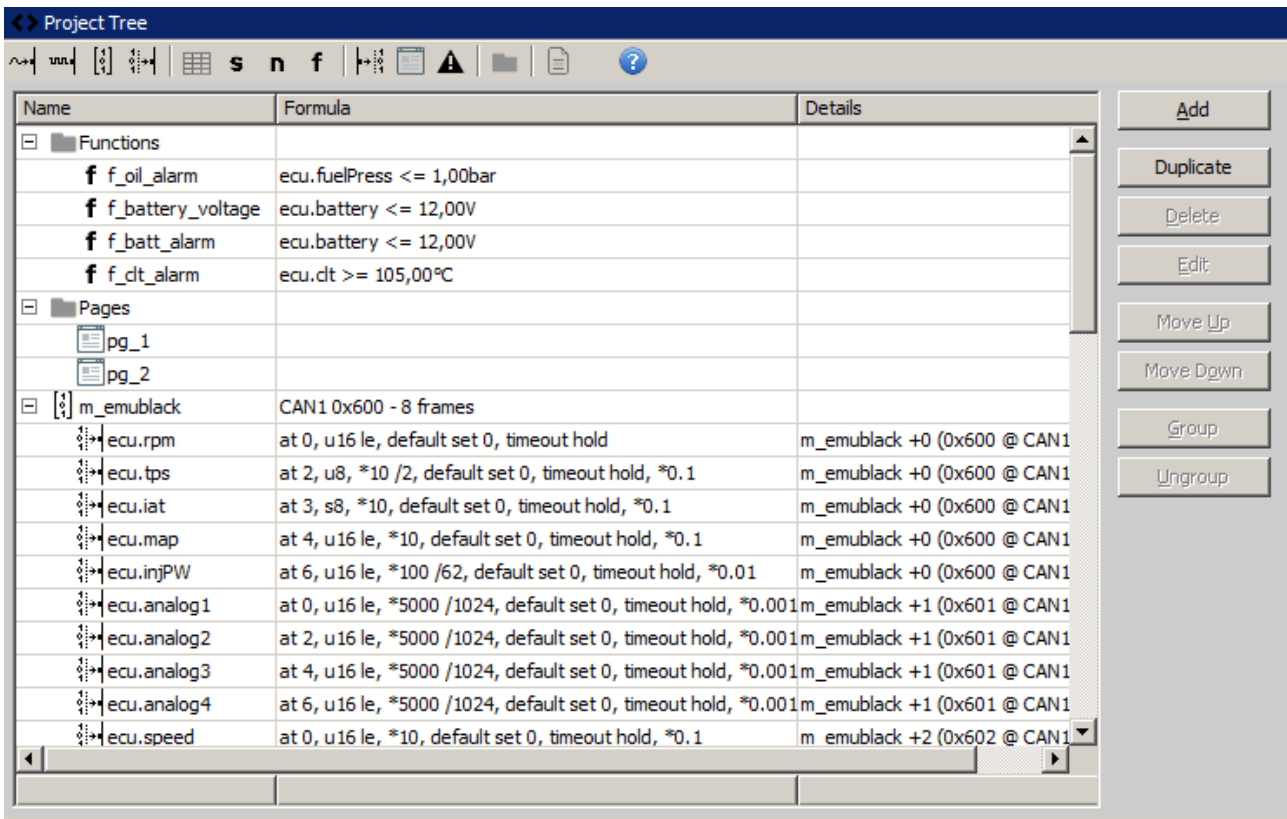 Project Tree
s n f
Name Formula Details
Functions
f f_oil_alarm ecu.fuelPress <= 1,00bar
f f_battery_voltage ecu.battery <= 12,00V
f f_batt_alarm ecu.battery <= 12,00V
f f_clt_alarm ecu.clt >= 105,00°C
Pages
pg_1
pg_2
m_emublack CAN1 0x600 - 8 frames
ecu.rpm at 0, u16 le, default set 0, timeout hold m_emublack +0 (0x600 @ CAN1
ecu.tps at 2, u8, *10 /2, default set 0, timeout hold, *0.1 m_emublack +0 (0x600 @ CAN1
ecu.iat at 3, s8, *10, default set 0, timeout hold, *0.1 m_emublack +0 (0x600 @ CAN1
ecu.map at 4, u16 le, *10, default set 0, timeout hold, *0.1 m_emublack +0 (0x600 @ CAN1
ecu.injPW at 6, u16 le, *100 /62, default set 0, timeout hold, *0.01 m_emublack +0 (0x600 @ CAN1
ecu.analog1 at 0, u16 le, *5000 /1024, default set 0, timeout hold, *0.001 m_emublack +1 (0x601 @ CAN1
ecu.analog2 at 2, u16 le, *5000 /1024, default set 0, timeout hold, *0.001 m_emublack +1 (0x601 @ CAN1
ecu.analog3 at 4, u16 le, *5000 /1024, default set 0, timeout hold, *0.001 m_emublack +1 (0x601 @ CAN1
ecu.analog4 at 6, u16 le, *5000 /1024, default set 0, timeout hold, *0.001 m_emublack +1 (0x601 @ CAN1
ecu.speed at 0, u16 le, *10, default set 0, timeout hold, *0.1 m_emublack +2 (0x602 @ CAN1
Add
Duplicate
Delete
Edit
Move Up
Move Down
Group
Ungroup